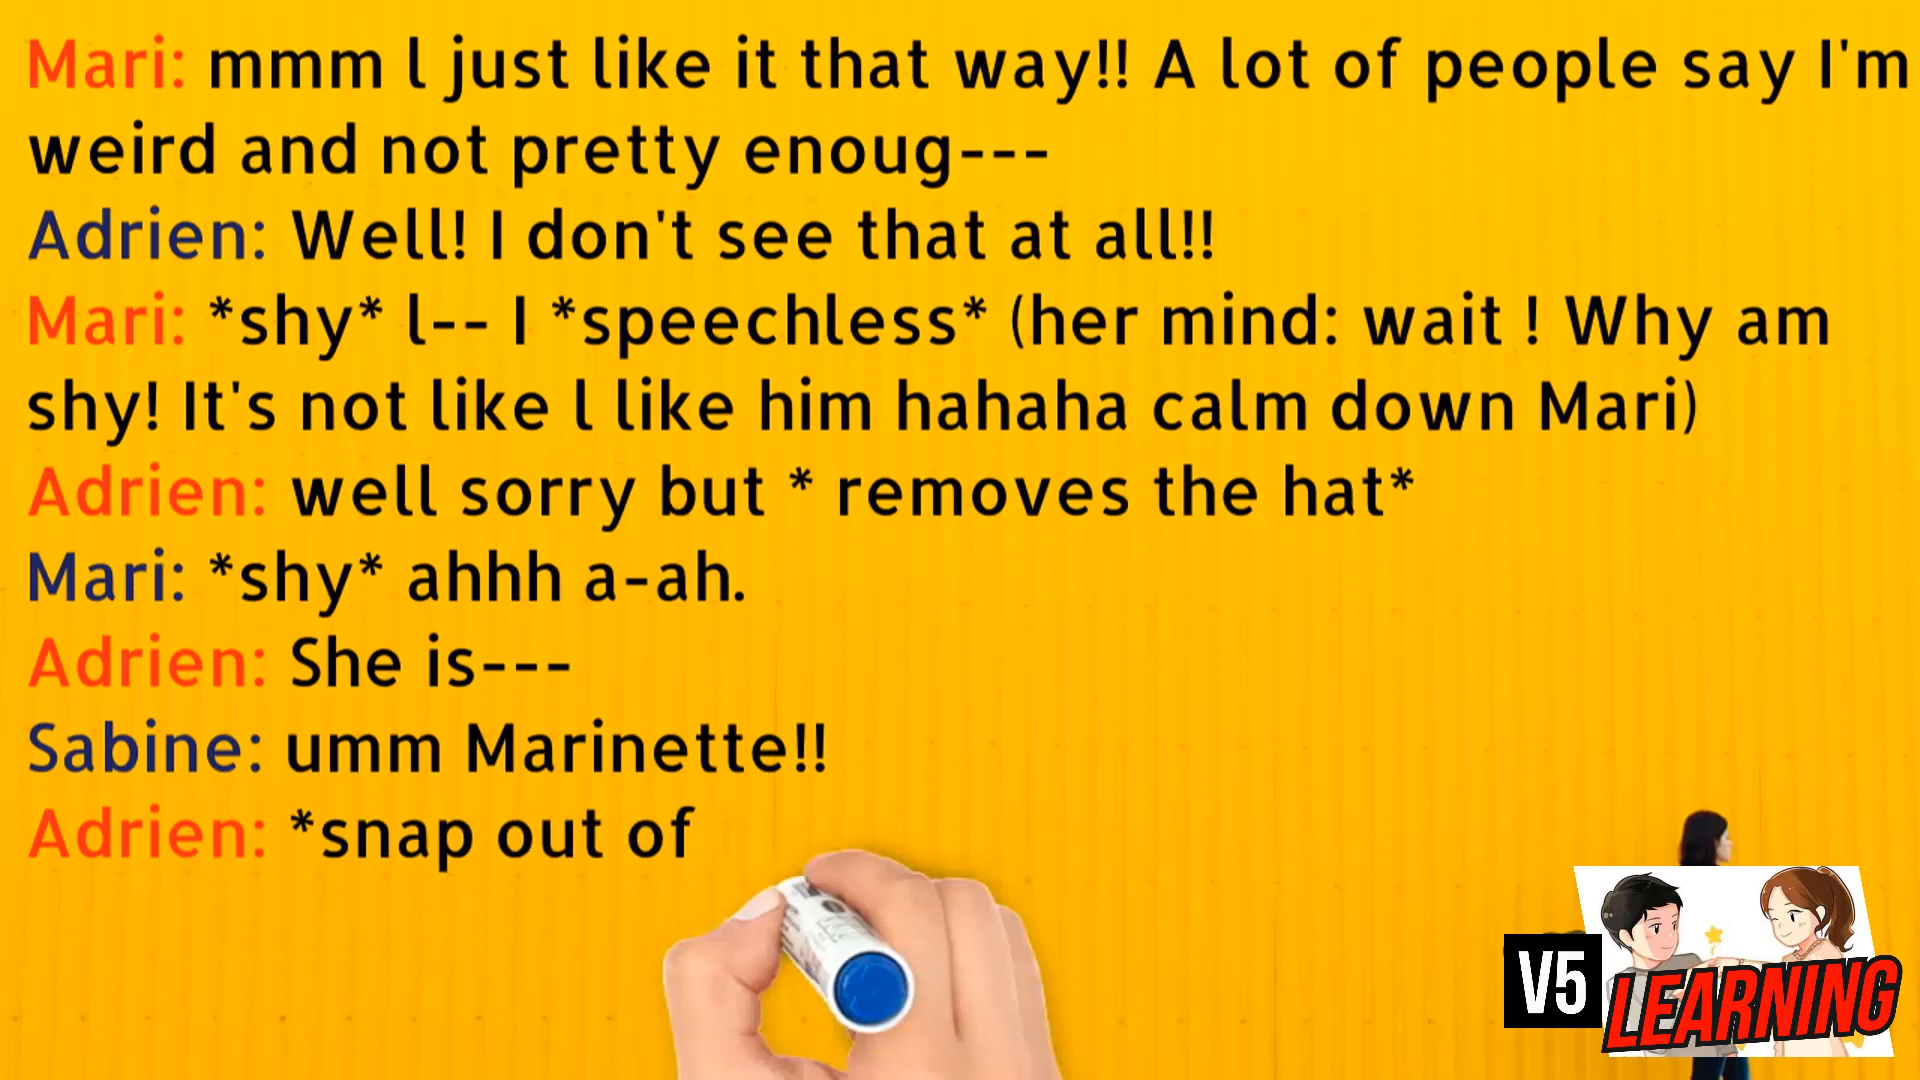 Mari: mmm l just like it that way!! A lot of people say I'm
weird and not pretty enoug---
Adrien: Well! I don't see that at all!!
Mari: *shy* l-- I *speechless* (her mind: wait ! Why am
shy! It's not like l like him hahaha calm down Mari)
Adrien: well sorry but * removes the hat*
Mari: *shy* ahhh a-ah.
Adrien: She is---
Sabine: umm Marinette!!
Adrien: *snap out of
V5
LEARNING